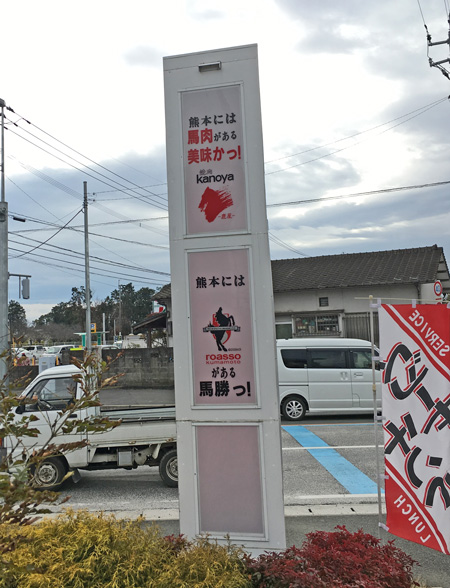 熊本には
馬肉がある
美味かっ!
kanoya
熊本には
roasso
kumamoto
がある
馬勝っ!
SERVICE
LUNCH